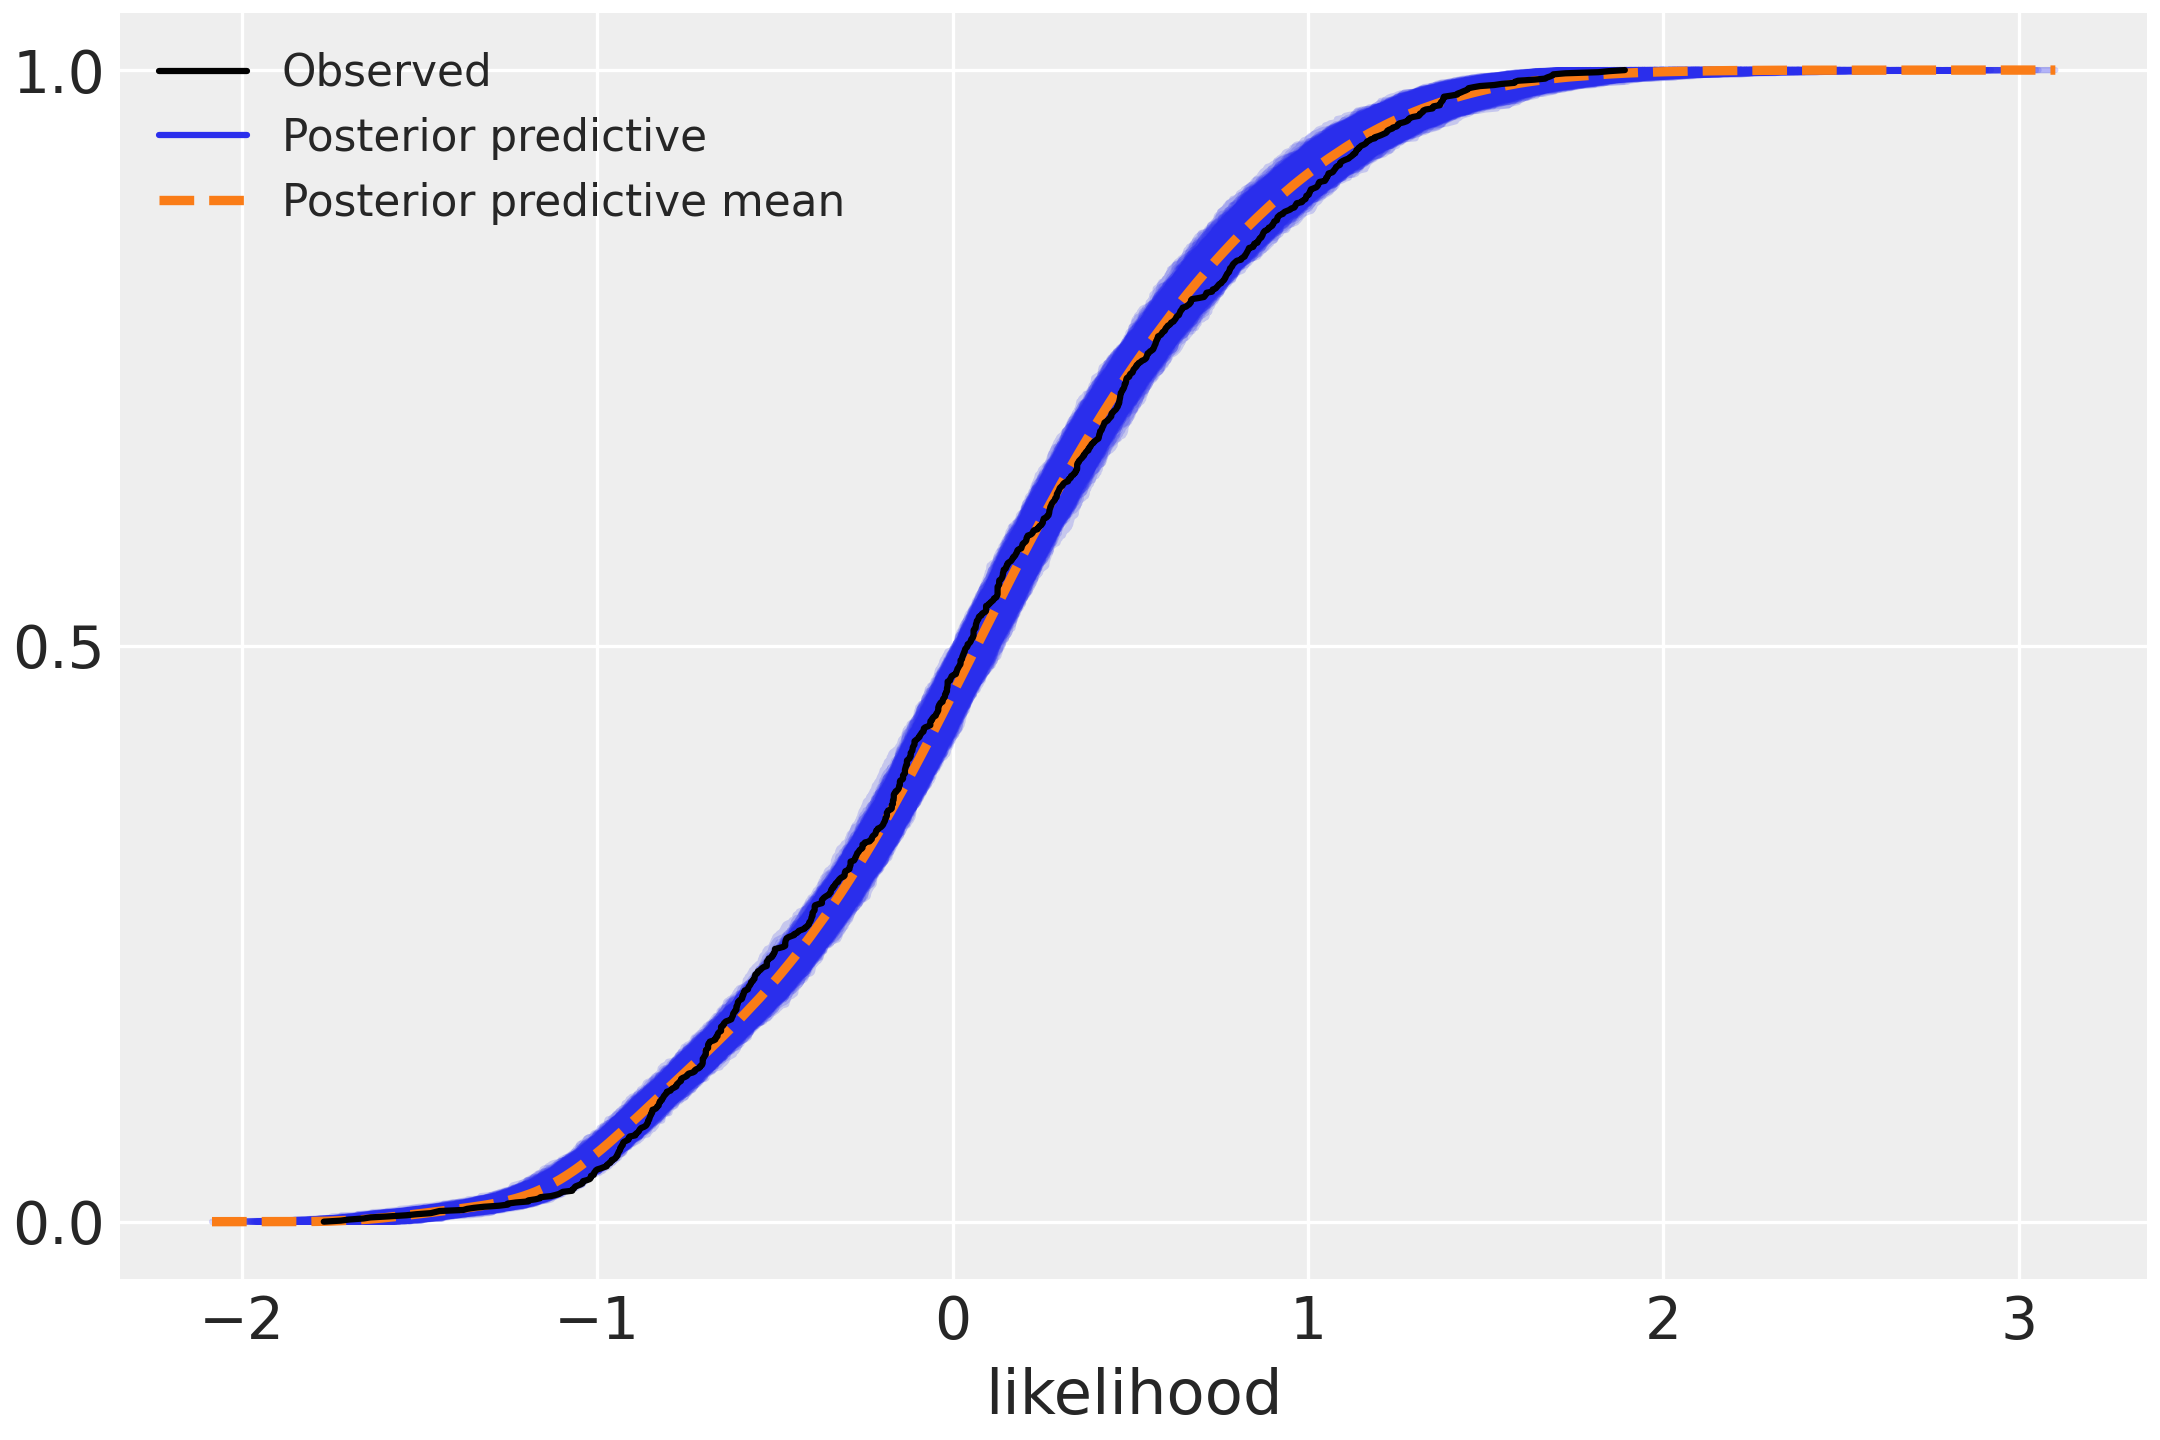 1.0
Observed
Posterior predictive
Posterior predictive mean
0.5
0.0
−2 −1 0 1 2 3
likelihood